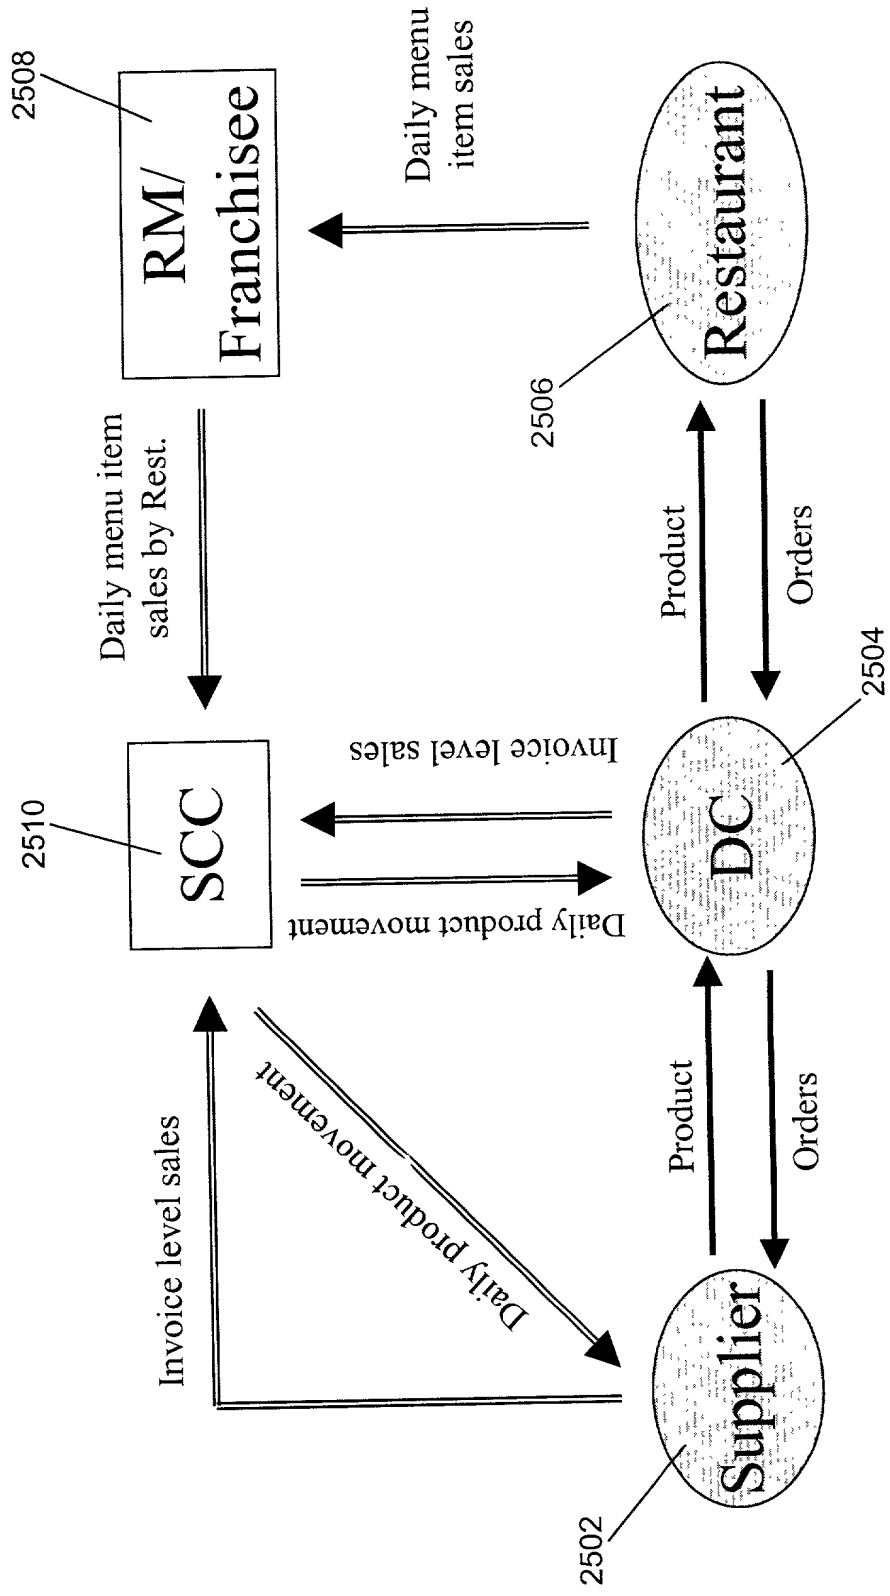 2508
RM/
Franchisee
2510
SCC
Daily menu item
sales by Rest.
Daily menu
item sales
Invoice level sales
Daily product movement
Daily product movement
Invoice level sales
2502
Supplier
Product
Orders
DC
2504
Product
Orders
2506
Restaurant